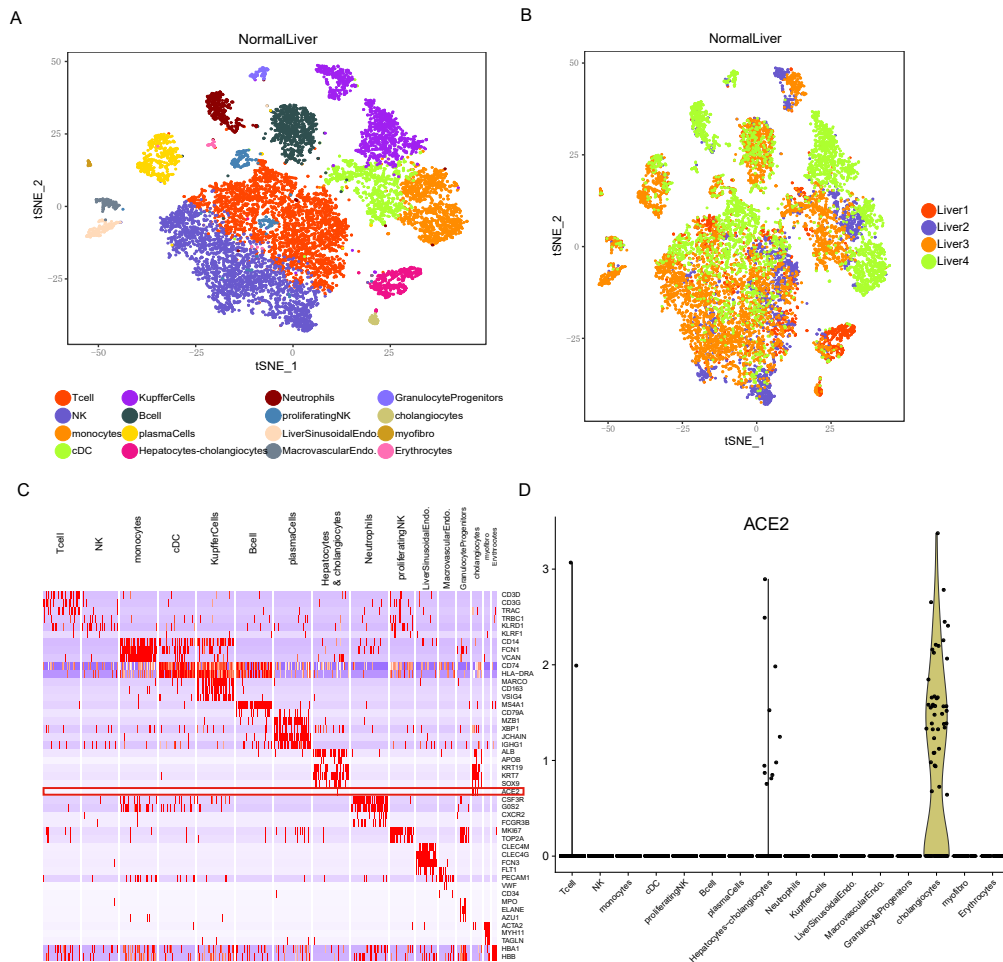 A
NormalLiver
50
25
0
−25
−50
−25
0
25
tSNE_2
tSNE_1
Tcell
NK
monocytes
cDC
KupfferCells
Bcell
plasmaCells
Hepatocytes-cholangiocytes
Neutrophils
proliferatingNK
LiverSinusoidalEndo.
MacrovascularEndo.
GranulocyteProgenitors
cholangiocytes
myofibro
Erythrocytes
B
NormalLiver
50
25
0
−25
−50
−25
0
25
tSNE_2
tSNE_1
Liver1
Liver2
Liver3
Liver4
C
Tcell
NK
monocytes
cDC
KupfferCells
Bcell
plasmaCells
Hepatocytes
& cholangiocytes
Neutrophils
proliferatingNK
LiverSinusoidalEndo.
MacrovascularEndo.
GranulocyteProgenitors
cholangiocytes
myofibro
Erythrocytes
CD3D
CD3G
TRAC
TRBC1
KLRD1
KLRF1
CD14
FCN1
VCAN
CD74
HLA−DRA
MARCO
CD163
VSIG4
MS4A1
CD79A
MZB1
XBP1
JCHAIN
IGHG1
ALB
APOB
KRT19
KRT7
SOX9
ACE2
CSF3R
G0S2
CXCR2
FCGR3B
MKI67
TOP2A
CLEC4M
CLEC4G
FCN3
FLT1
PECAM1
VWF
CD34
MPO
ELANE
AZU1
ACTA2
MYH11
TAGLN
HBA1
HBB
D
ACE2
3
2
1
0
Tcell
NK
monocytes
cDC
proliferatingNK
Bcell
plasmaCells
Hepatocytes−cholangiocytes
Neutrophils
KupfferCells
LiverSinusoidalEndo.
MacrovascularEndo.
GranulocyteProgenitors
cholangiocytes
myofibro
Erythrocytes